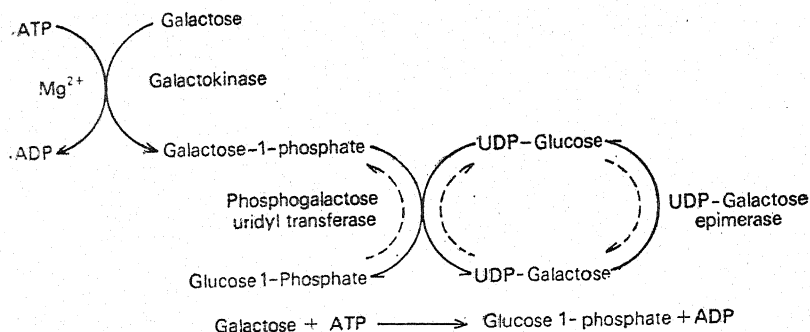 ATP
Galactose
Mg²⁺
Galactokinase
ADP
Galactose-1-phosphate
UDP-Glucose
Phosphogalactose
uridyl transferase
UDP-Galactose
epimerase
Glucose 1-Phosphate
UDP-Galactose
Galactose + ATP ⟶ Glucose 1-phosphate + ADP